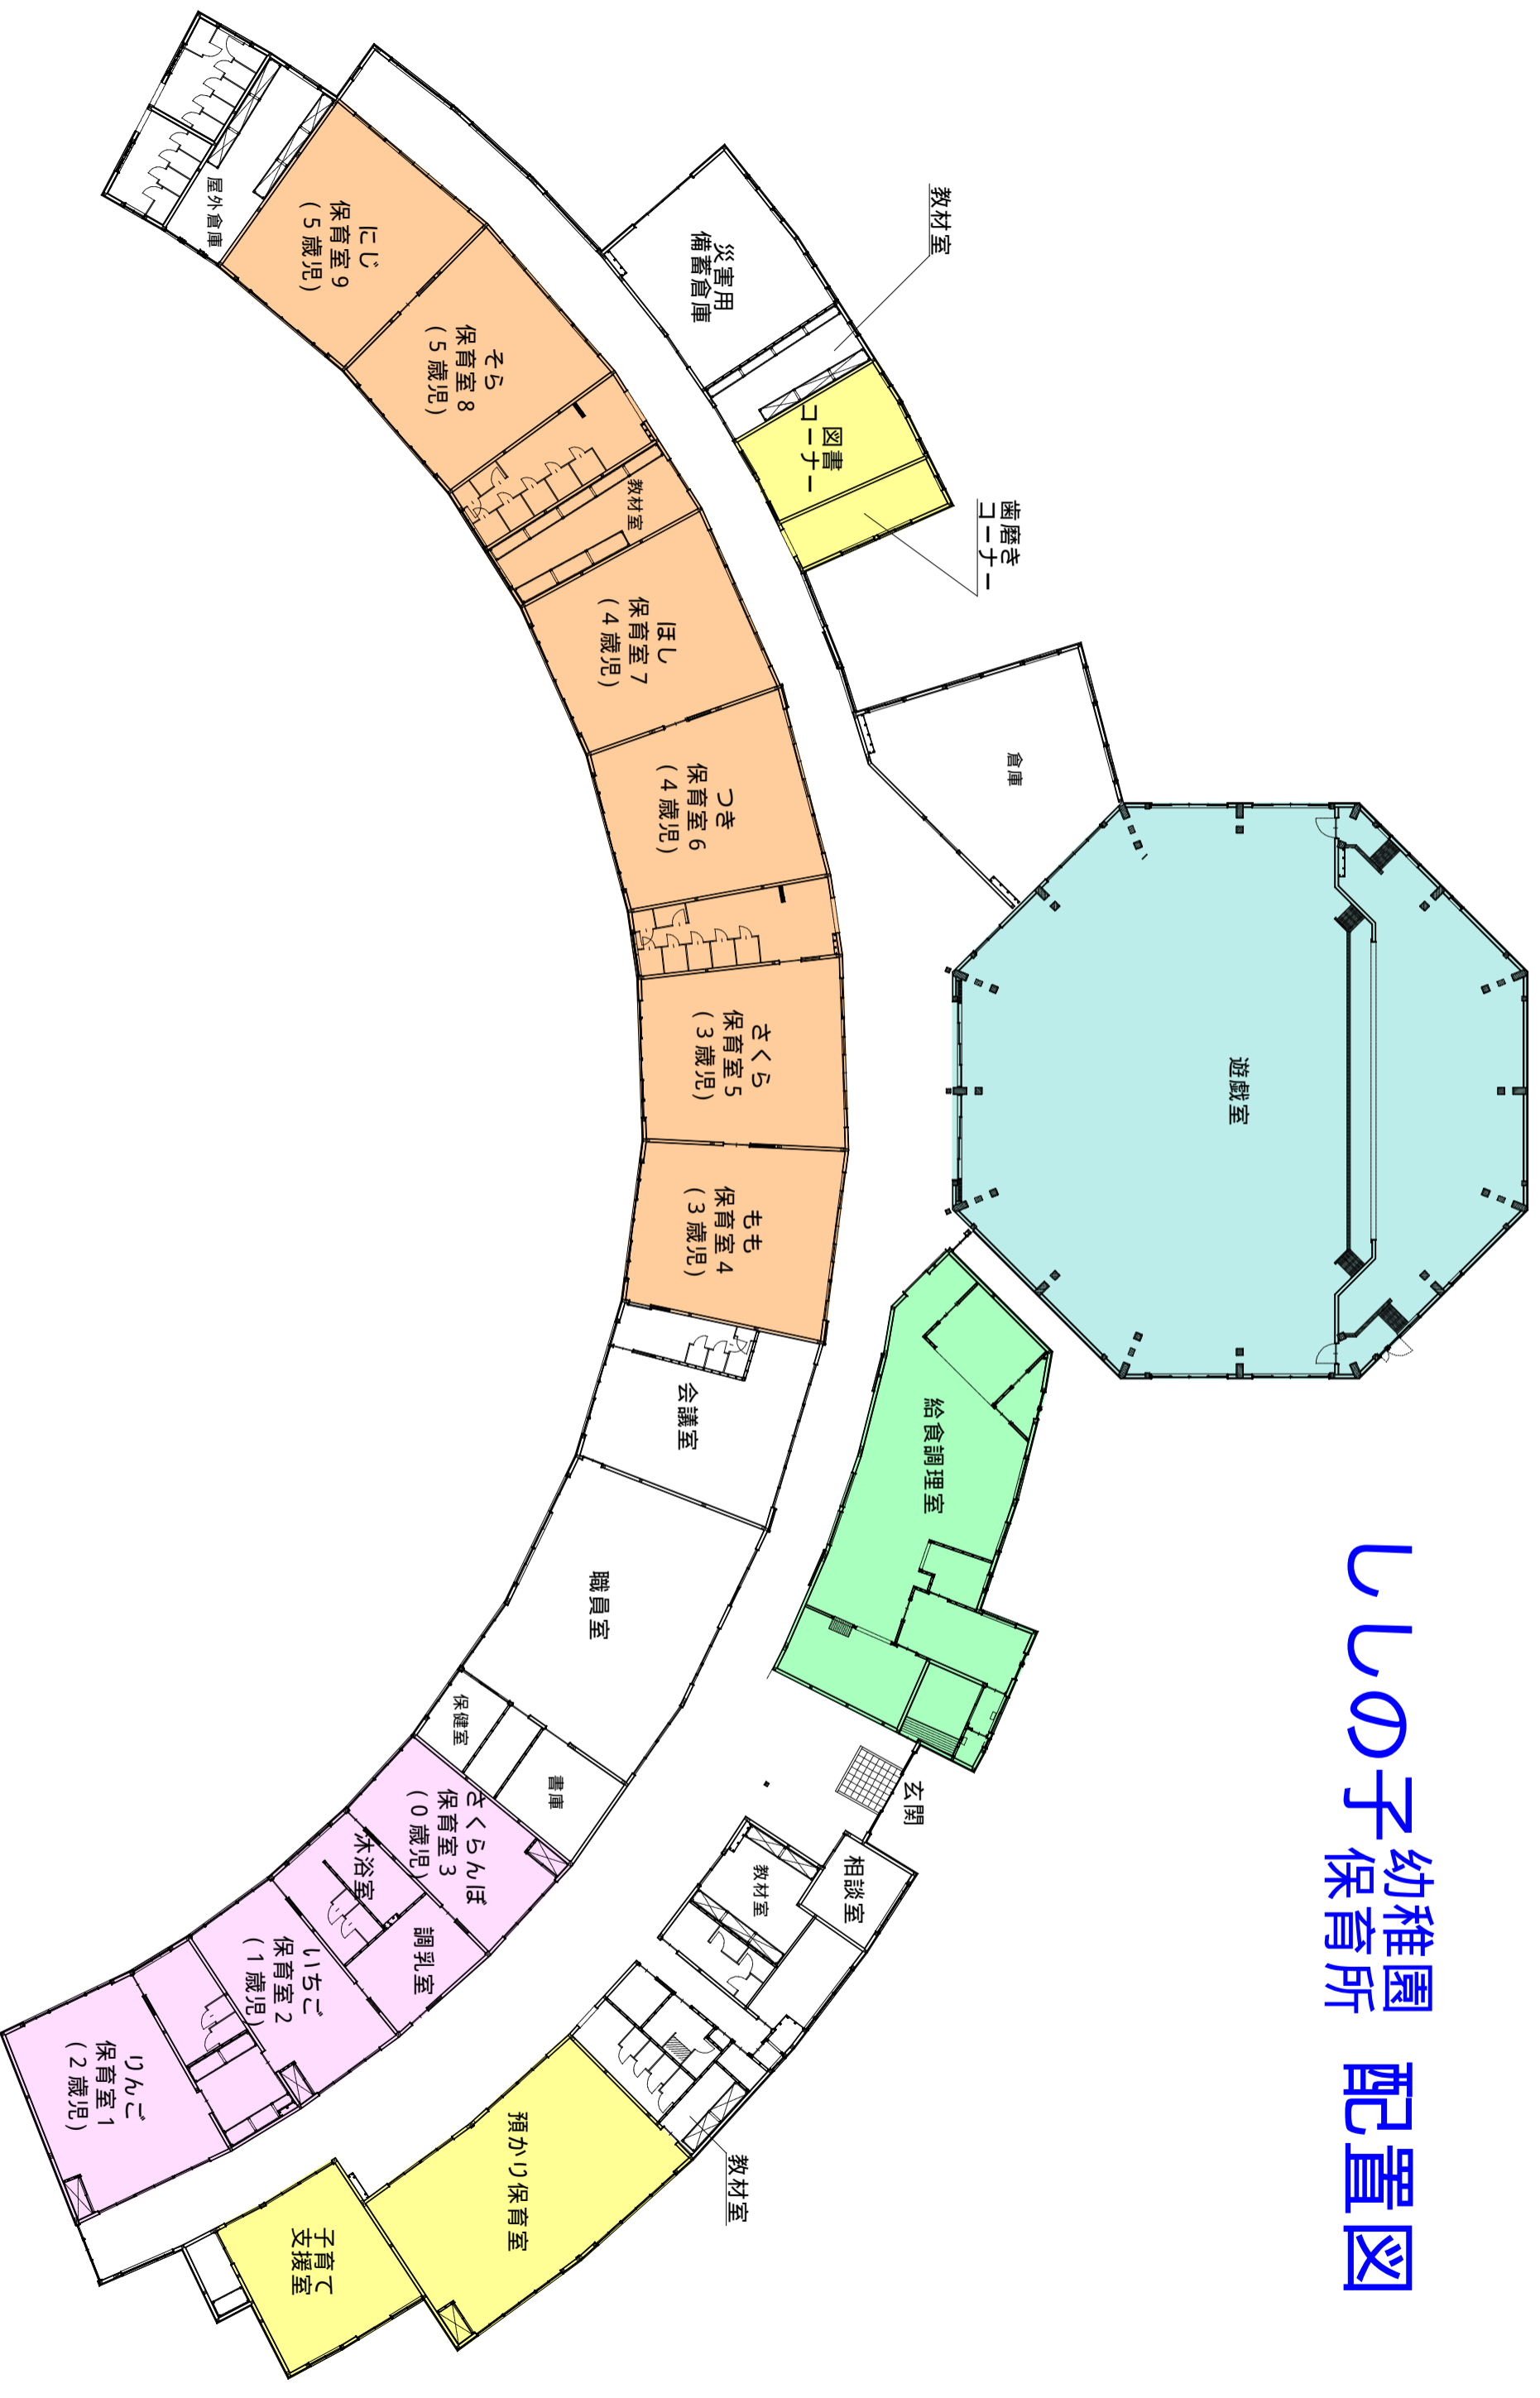 ししの子幼稚園
保育所
配置図
遊戯室
倉庫
歯磨き
コーナー
教材室
図書
コーナー
災害用
備蓄倉庫
屋外倉庫
にじ
保育室9
(5歳児)
そら
保育室8
(5歳児)
教材室
ほし
保育室7
(4歳児)
つき
保育室6
(4歳児)
さくら
保育室5
(3歳児)
もも
保育室4
(3歳児)
給食調理室
会議室
職員室
保健室
書庫
玄関
相談室
教材室
さくらんぼ
保育室3
(0歳児)
沐浴室
調乳室
いちご
保育室2
(1歳児)
りんご
保育室1
(2歳児)
教材室
預かり保育室
子育て
支援室